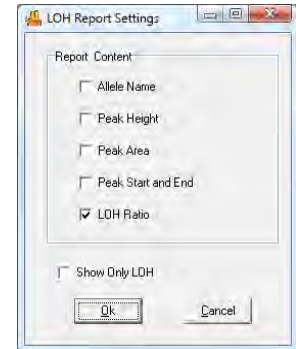 LOH Report Settings
Report Content
Allele Name
Peak Height
Peak Area
Peak Start and End
LOH Ratio
Show Only LOH
Ok
Cancel